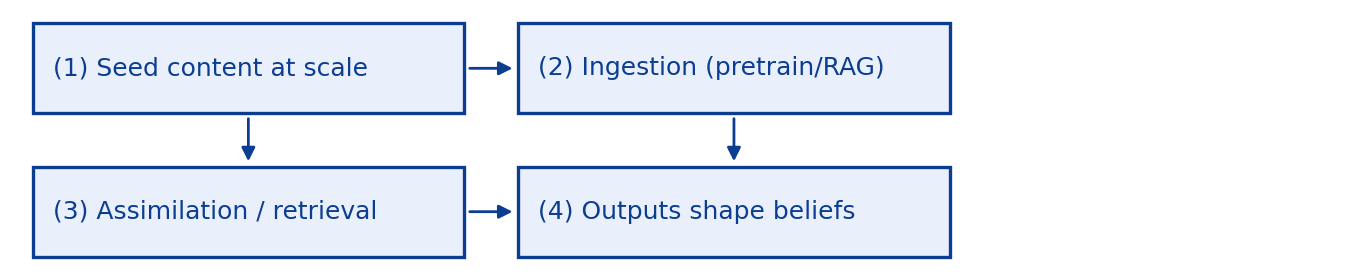 (1) Seed content at scale
(2) Ingestion (pretrain/RAG)
(3) Assimilation / retrieval
(4) Outputs shape beliefs